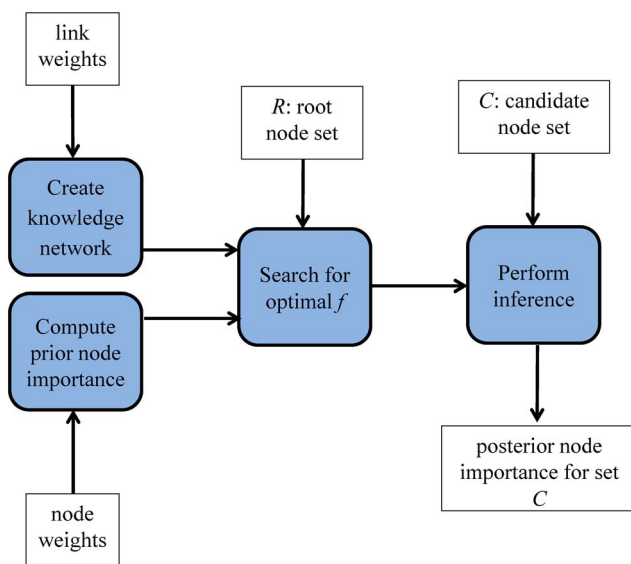 link
weights
R: root
node set
C: candidate
node set
Create
knowledge
network
Search for
optimal f
Perform
inference
Compute
prior node
importance
posterior node
importance for set
C
node
weights